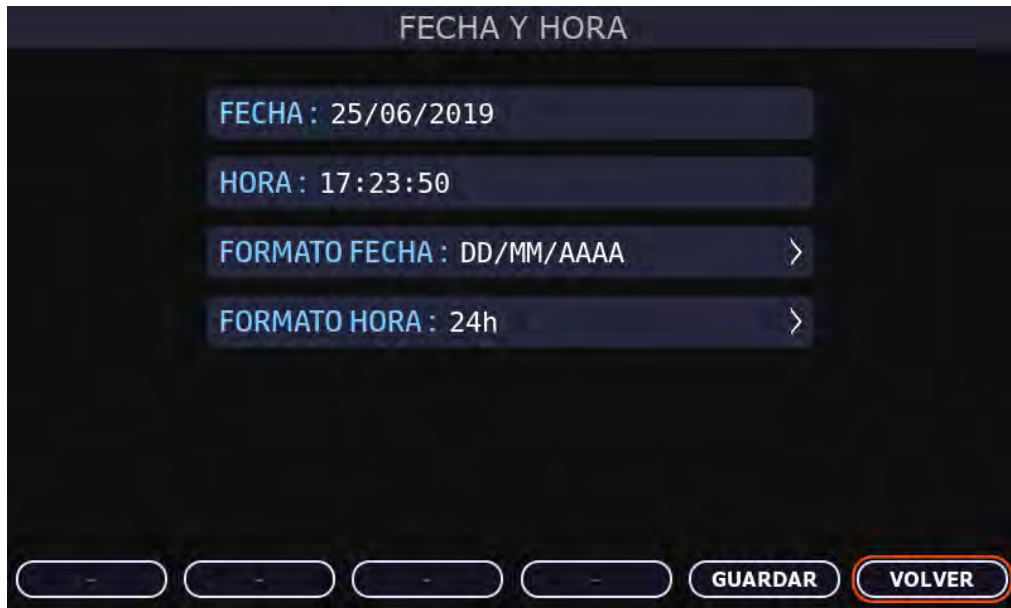 FECHA Y HORA
FECHA : 25/06/2019
HORA : 17:23:50
FORMATO FECHA : DD/MM/AAAA >
FORMATO HORA : 24h >
- - - - GUARDAR VOLVER